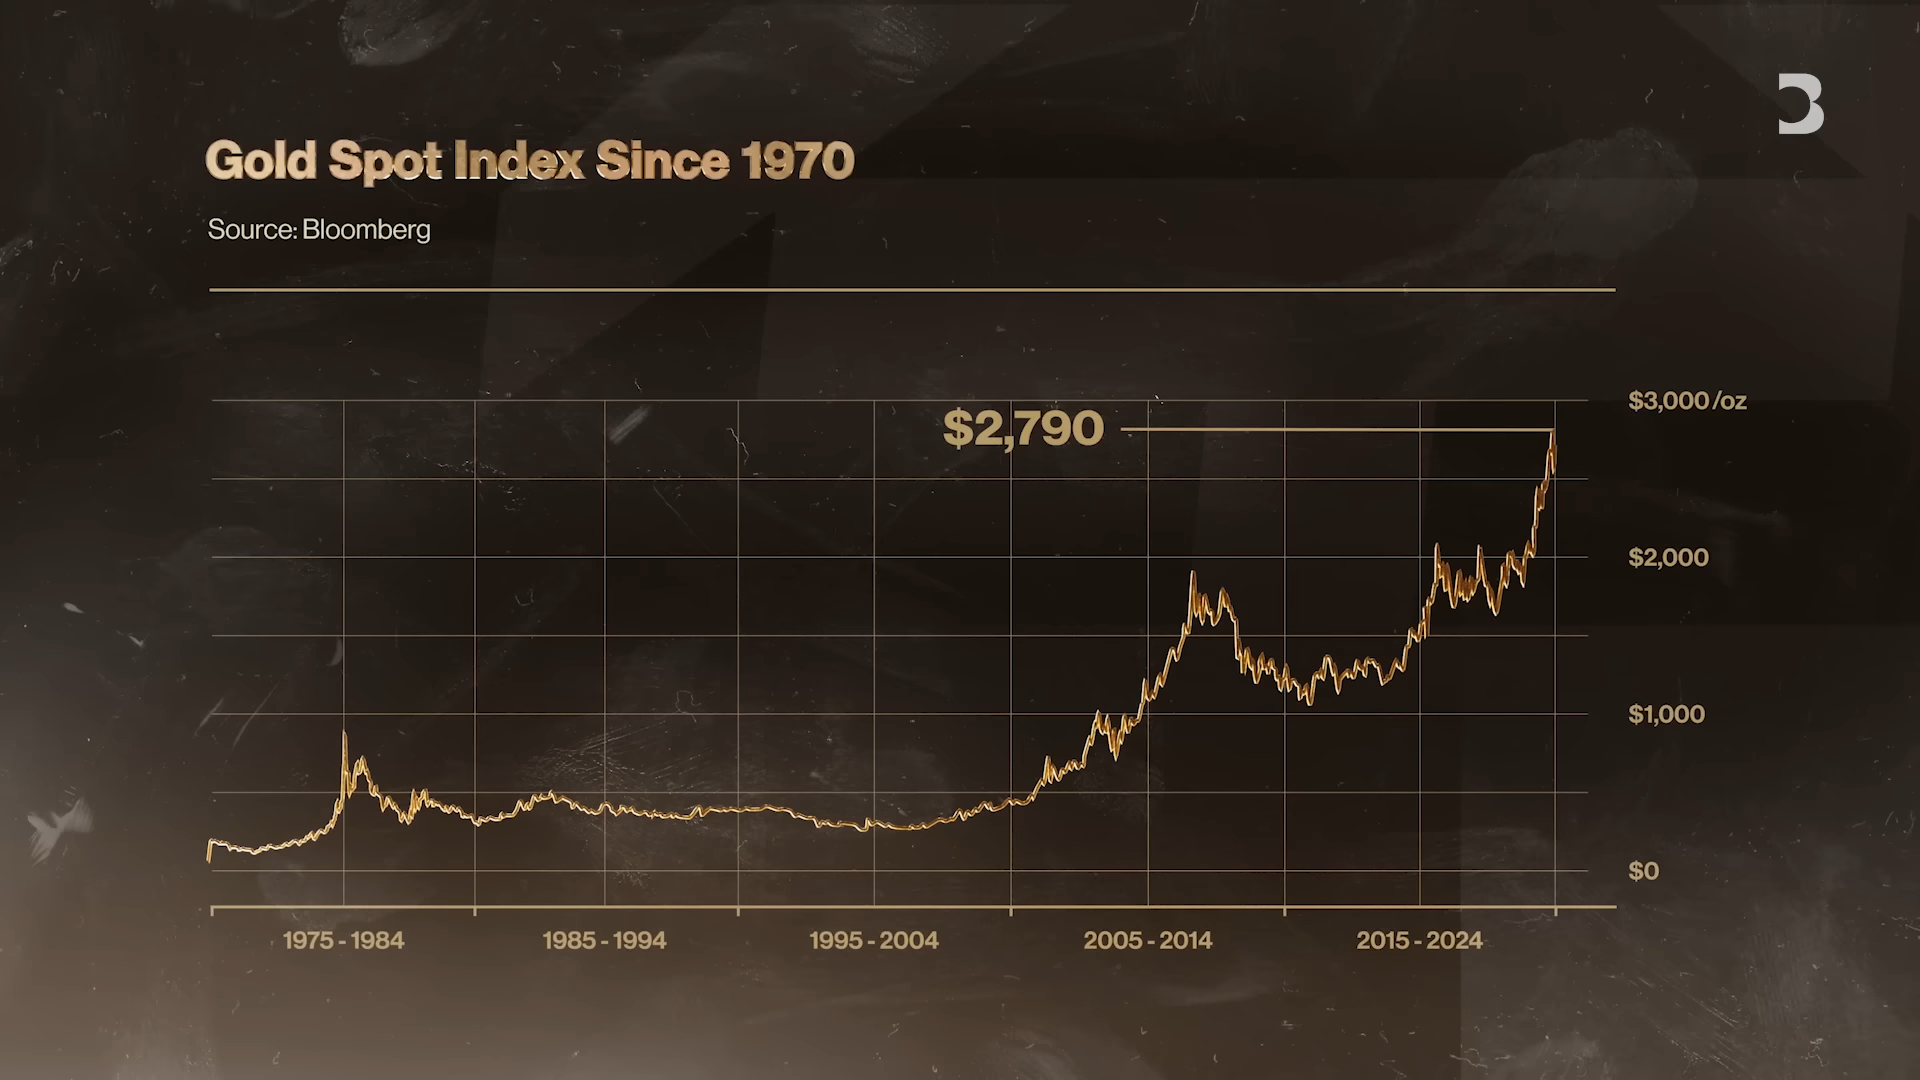 Gold Spot Index Since 1970
Source: Bloomberg
$2,790
$3,000/oz
$2,000
$1,000
$0
1975 - 1984
1985 - 1994
1995 - 2004
2005 - 2014
2015 - 2024